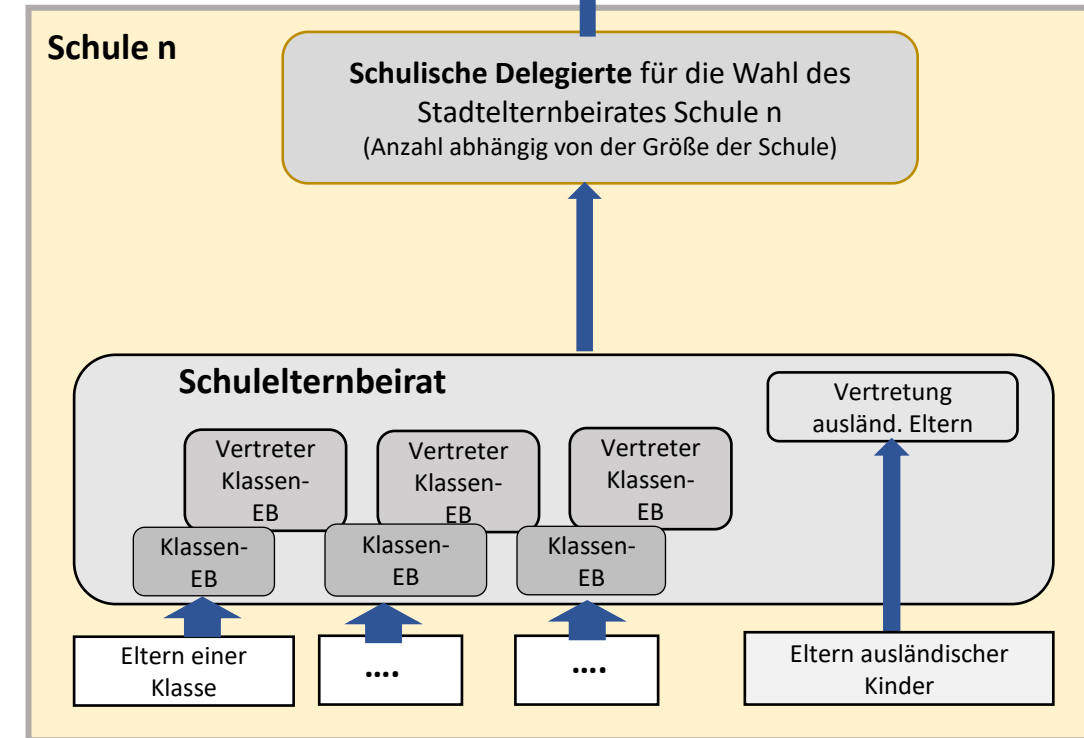 Schule n
Schulische Delegierte für die Wahl des
Stadtelternbeirates Schule n
(Anzahl abhängig von der Größe der Schule)
Schulelternbeirat
Vertretung
ausländ. Eltern
Vertreter
Klassen-
EB
Vertreter
Klassen-
EB
Vertreter
Klassen-
EB
Klassen-
EB
Klassen-
EB
Klassen-
EB
Eltern einer
Klasse
....
....
Eltern ausländischer
Kinder